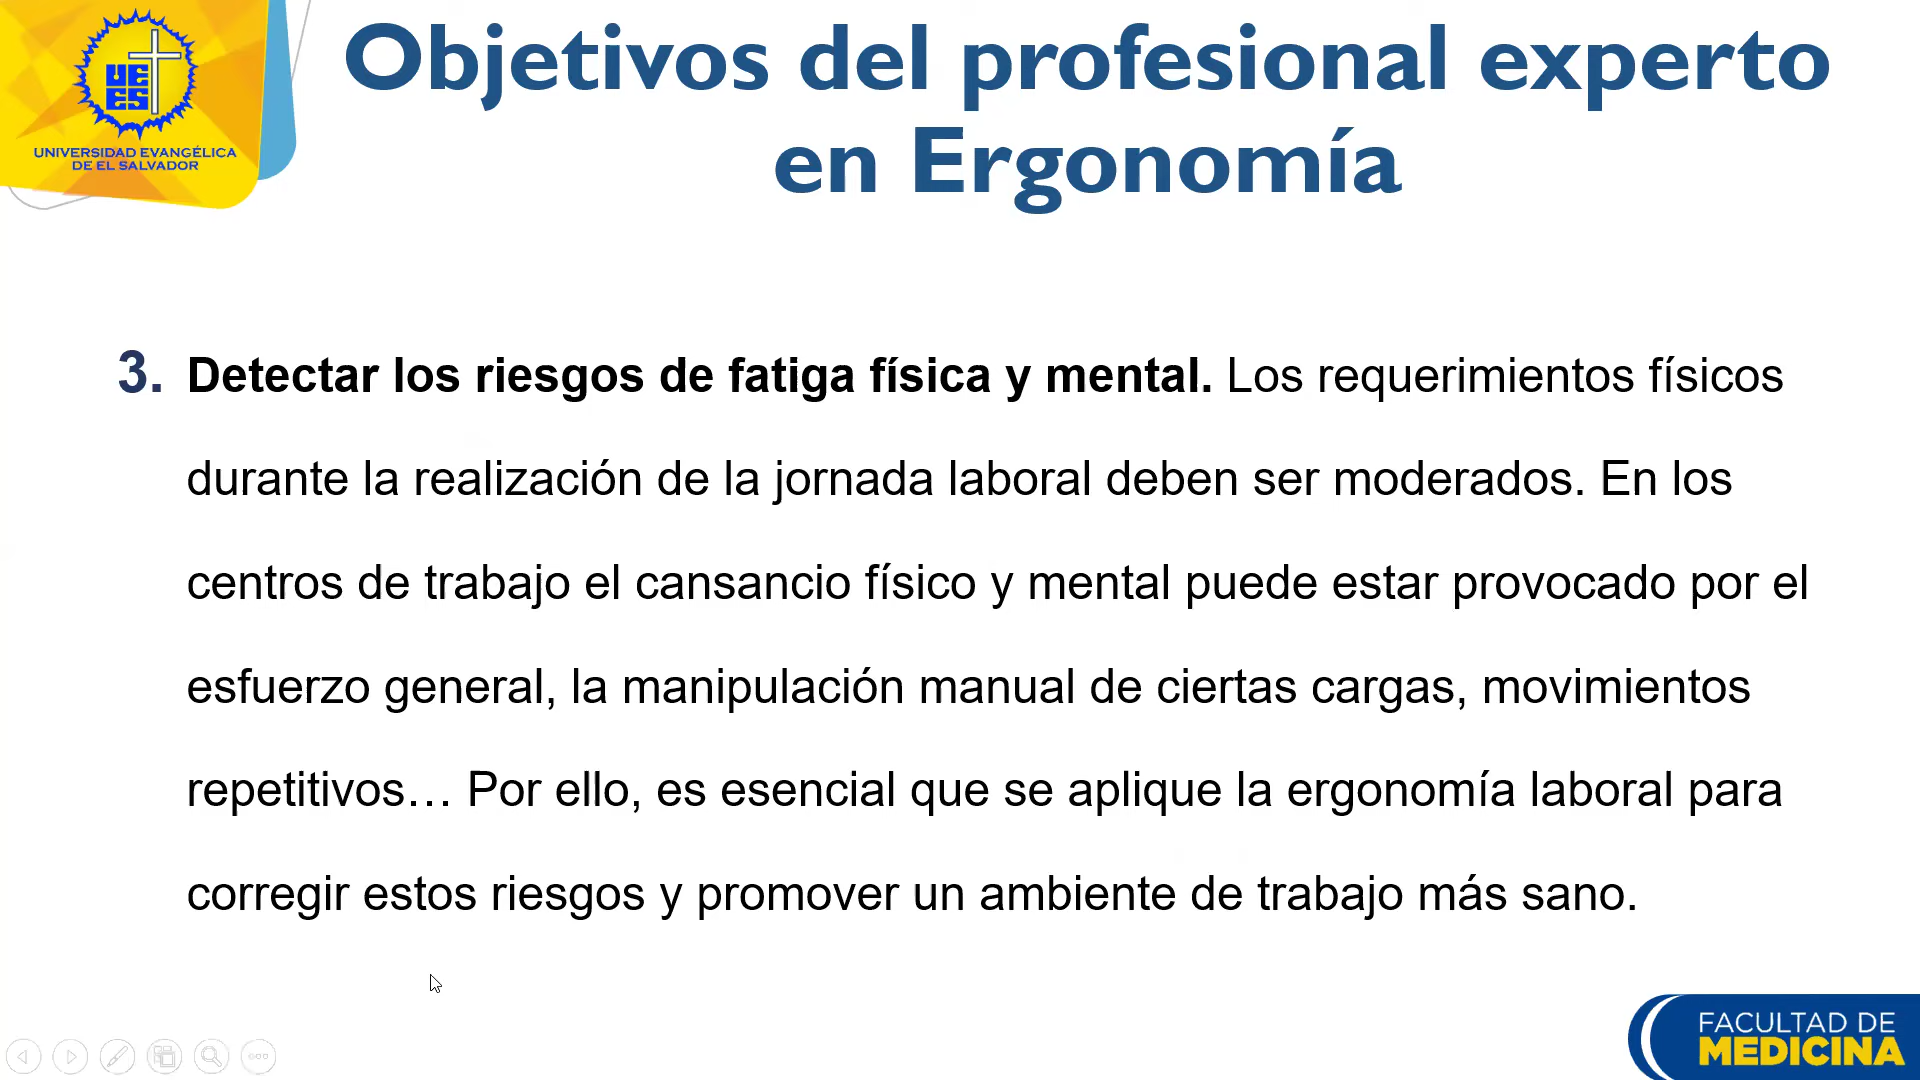 UE
ES
UNIVERSIDAD EVANGÉLICA
DE EL SALVADOR
Objetivos del profesional experto
en Ergonomía
3. Detectar los riesgos de fatiga física y mental. Los requerimientos físicos
durante la realización de la jornada laboral deben ser moderados. En los
centros de trabajo el cansancio físico y mental puede estar provocado por el
esfuerzo general, la manipulación manual de ciertas cargas, movimientos
repetitivos… Por ello, es esencial que se aplique la ergonomía laboral para
corregir estos riesgos y promover un ambiente de trabajo más sano.
FACULTAD DE
MEDICINA